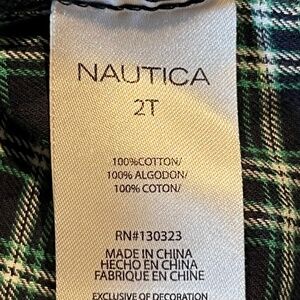 NAUTICA
2T
100%COTTON/
100% ALGODON/
100% COTON/
RN#130323
MADE IN CHINA
HECHO EN CHINA
FABRIQUE EN CHINE
EXCLUSIVE OF DECORATION